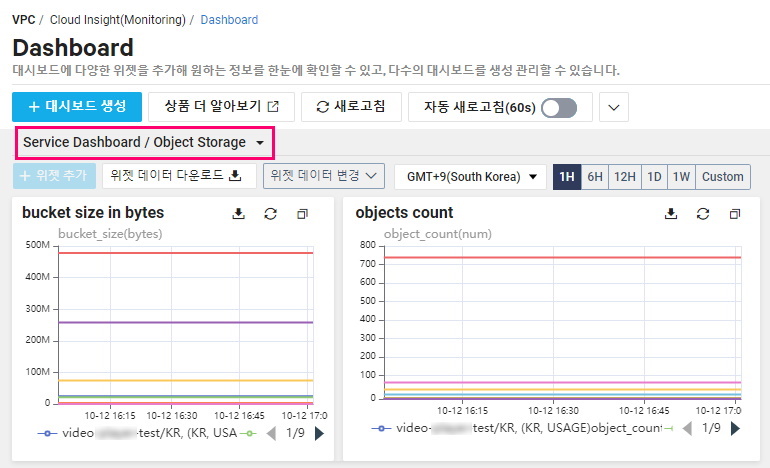 VPC / Cloud Insight(Monitoring) / Dashboard
Dashboard
대시보드에 다양한 위젯을 추가해 원하는 정보를 한눈에 확인할 수 있고, 다수의 대시보드를 생성 관리할 수 있습니다.
+ 대시보드 생성 상품 더 알아보기 새로고침 자동 새로고침(60s)
Service Dashboard / Object Storage
+ 위젯 추가 위젯 데이터 다운로드 위젯 데이터 변경 GMT+9(South Korea) 1H 6H 12H 1D 1W Custom
bucket size in bytes
bucket_size(bytes)
500M
400M
300M
200M
100M
0
10-12 16:15 10-12 16:30 10-12 16:45 10-12 17:0
video- test/KR, (KR, USA 1/9
objects count
object_count(num)
800
700
600
500
400
300
200
100
0
10-12 16:15 10-12 16:30 10-12 16:45 10-12 17:0
video- test/KR, (KR, USAGE)object_count 1/9